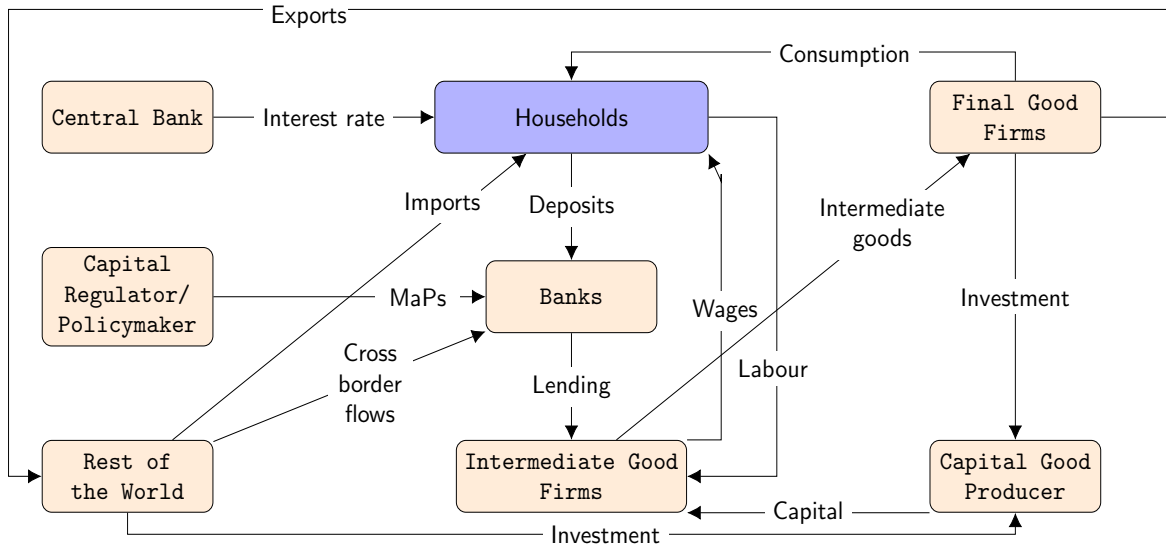 Exports
Consumption
Central Bank
Interest rate
Households
Final Good
Firms
Imports
Deposits
Intermediate
goods
Capital
Regulator/
Policymaker
MaPs
Banks
Wages
Investment
Cross
border
flows
Lending
Labour
Rest of
the World
Intermediate Good
Firms
Capital Good
Producer
Capital
Investment